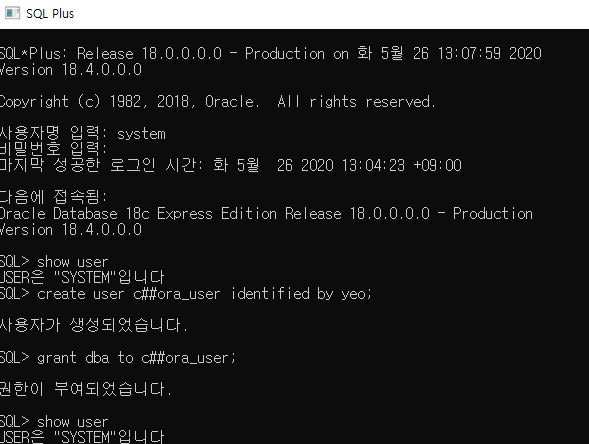 SQL Plus
SQL*Plus: Release 18.0.0.0.0 - Production on 화 5월 26 13:07:59 2020
Version 18.4.0.0.0
Copyright (c) 1982, 2018, Oracle.  All rights reserved.
사용자명 입력: system
비밀번호 입력:
마지막 성공한 로그인 시간: 화 5월  26 2020 13:04:23 +09:00
다음에 접속됨:
Oracle Database 18c Express Edition Release 18.0.0.0.0 - Production
Version 18.4.0.0.0
SQL> show user
USER은 "SYSTEM"입니다
SQL> create user c##ora_user identified by yeo;
사용자가 생성되었습니다.
SQL> grant dba to c##ora_user;
권한이 부여되었습니다.
SQL> show user
USER은 "SYSTEM"입니다